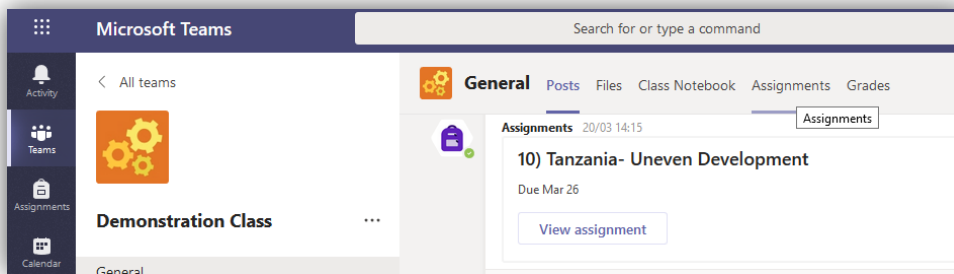 Microsoft Teams
Search for or type a command
Activity
Teams
Assignments
Calendar
All teams
Demonstration Class
General
General Posts Files Class Notebook Assignments Grades
Assignments
Assignments 20/03 14:15
10) Tanzania- Uneven Development
Due Mar 26
View assignment